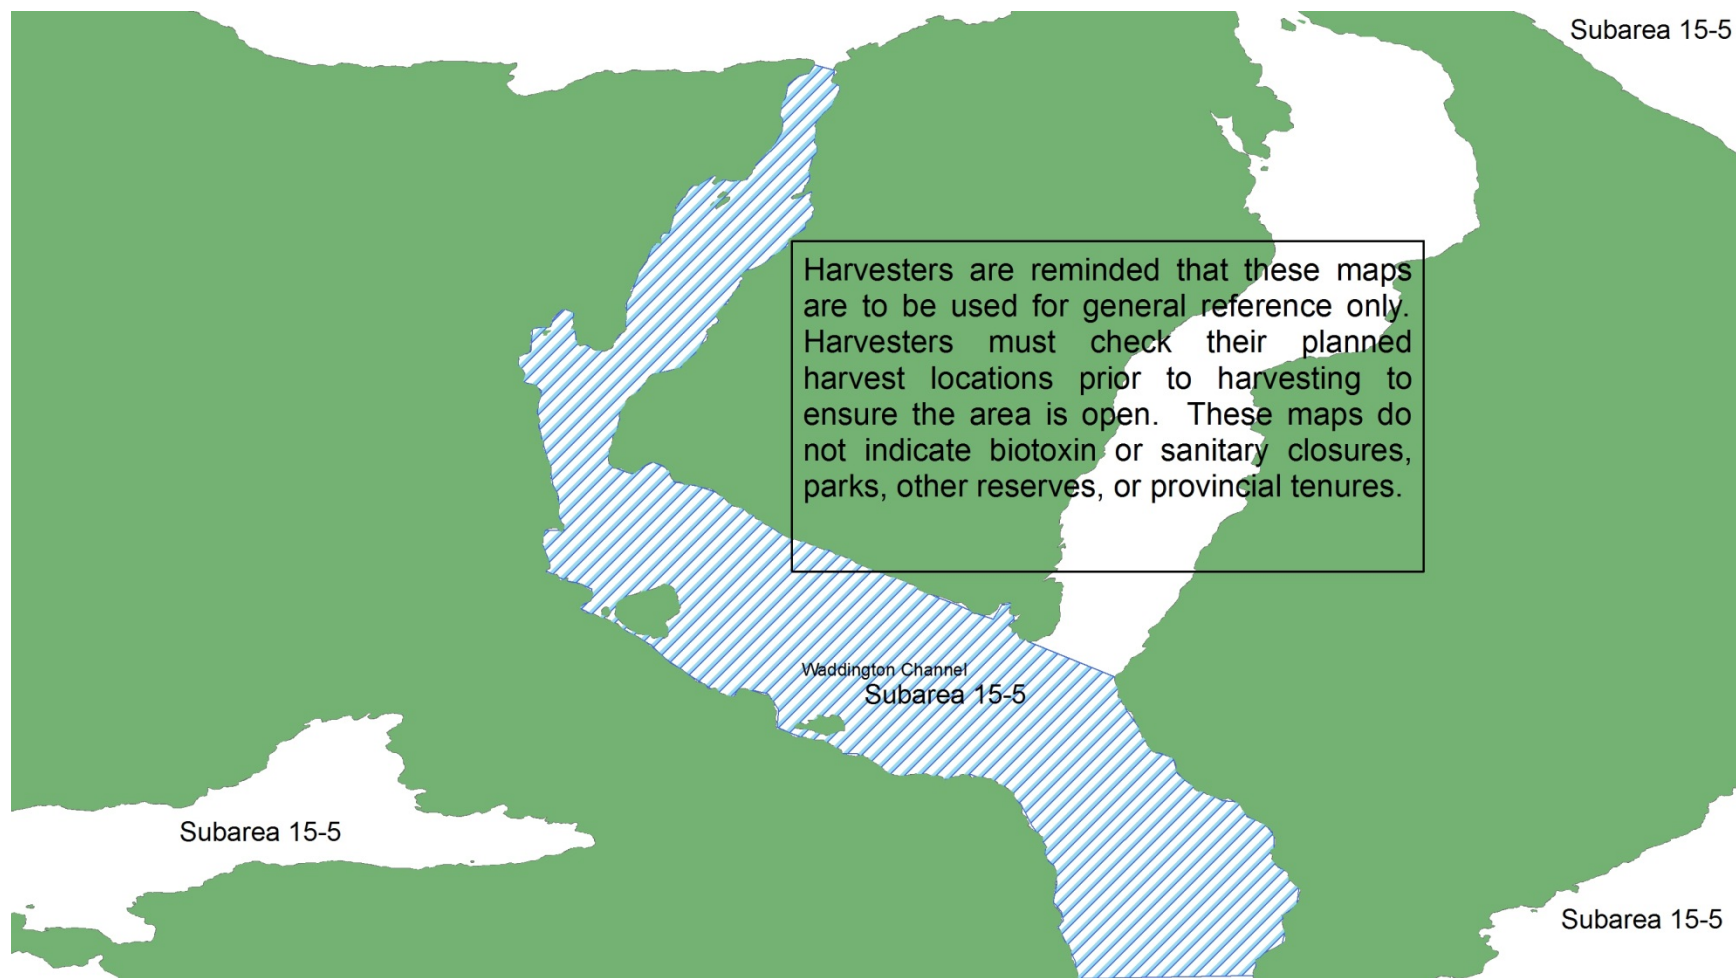 Subarea 15-5
Harvesters are reminded that these maps
are to be used for general reference only.
Harvesters must check their planned
harvest locations prior to harvesting to
ensure the area is open. These maps do
not indicate biotoxin or sanitary closures,
parks, other reserves, or provincial tenures.
Waddington Channel
Subarea 15-5
Subarea 15-5
Subarea 15-5